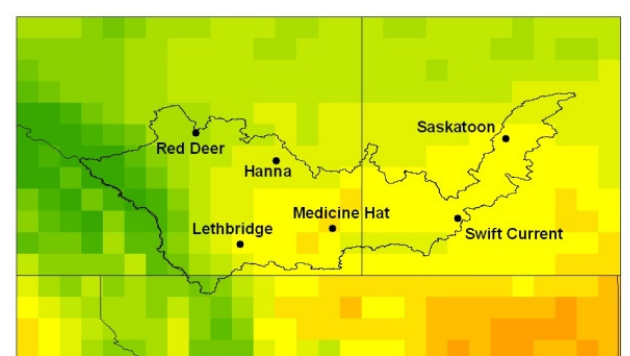 Saskatoon
Red Deer
Hanna
Medicine Hat
Lethbridge
Swift Current